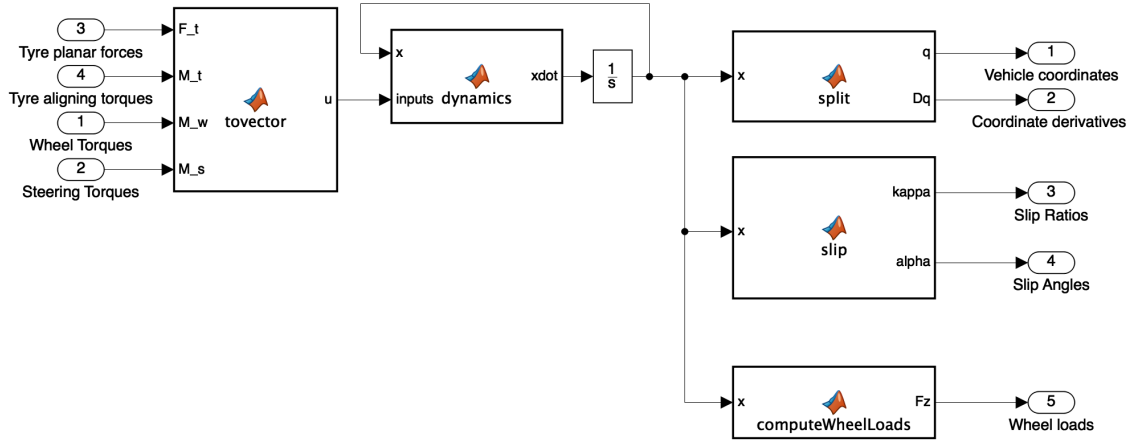 3
Tyre planar forces
4
Tyre aligning torques
1
Wheel Torques
2
Steering Torques
F_t
M_t
M_w
M_s
u
tovector
x
inputs
xdot
dynamics
1
s
x
q
Dq
split
1
Vehicle coordinates
2
Coordinate derivatives
x
kappa
alpha
slip
3
Slip Ratios
4
Slip Angles
x
Fz
computeWheelLoads
5
Wheel loads